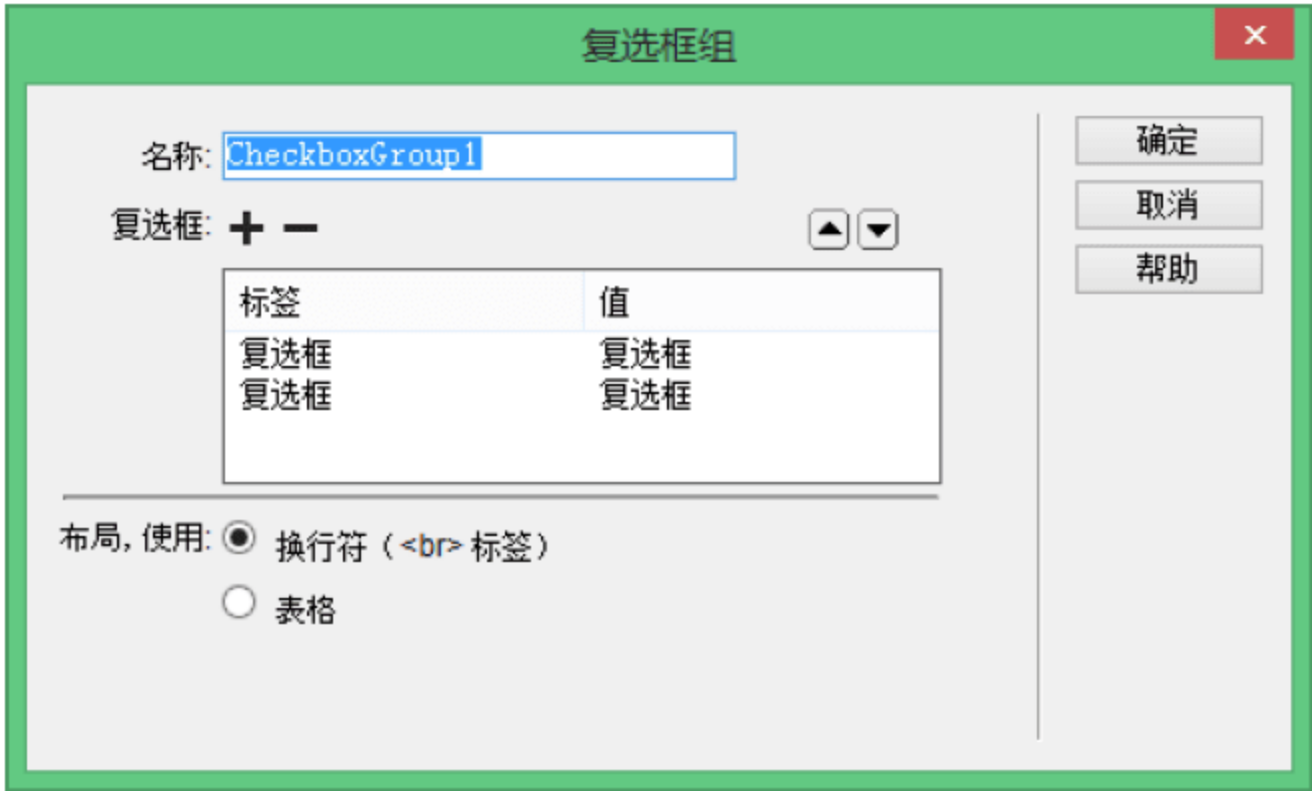 复选框组
名称: CheckboxGroup1
确定
复选框:
取消
帮助
标签 值
复选框 复选框
复选框 复选框
布局, 使用: 换行符（<br> 标签）
表格